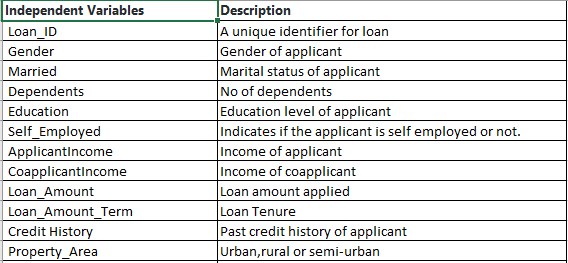 Independent Variables Description
Loan_ID A unique identifier for loan
Gender Gender of applicant
Married Marital status of applicant
Dependents No of dependents
Education Education level of applicant
Self_Employed Indicates if the applicant is self employed or not.
ApplicantIncome Income of applicant
CoapplicantIncome Income of coapplicant
Loan_Amount Loan amount applied
Loan_Amount_Term Loan Tenure
Credit History Past credit history of applicant
Property_Area Urban,rural or semi-urban